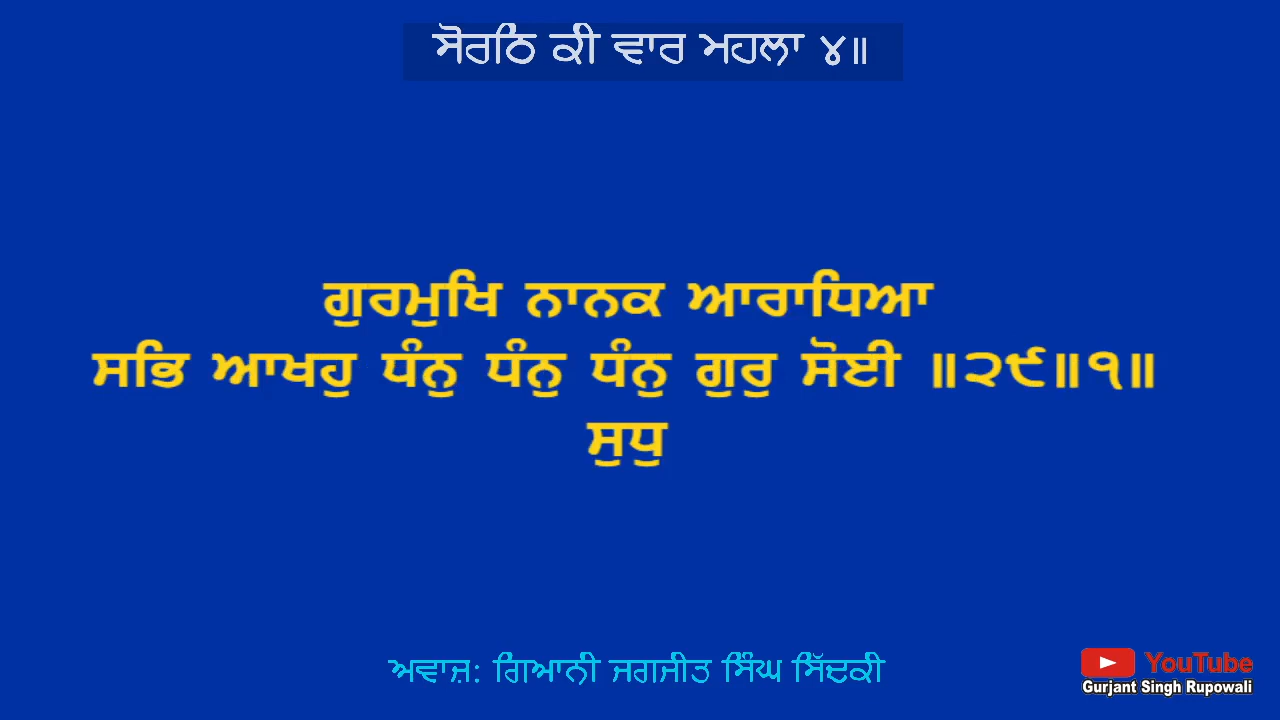 ਸੋਰਠਿ ਕੀ ਵਾਰ ਮਹਲਾ ੪॥
ਗੁਰਮੁਖਿ ਨਾਨਕ ਆਰਾਧਿਆ
ਸਭਿ ਆਖਹੁ ਧੰਨੁ ਧੰਨੁ ਧੰਨੁ ਗੁਰੁ ਸੋਈ ॥੨੯॥੧॥
ਸੁਧੁ
ਅਵਾਜ਼: ਗਿਆਨੀ ਜਗਜੀਤ ਸਿੰਘ ਸਿੱਦਕੀ
YouTube
Gurjant Singh Rupowali